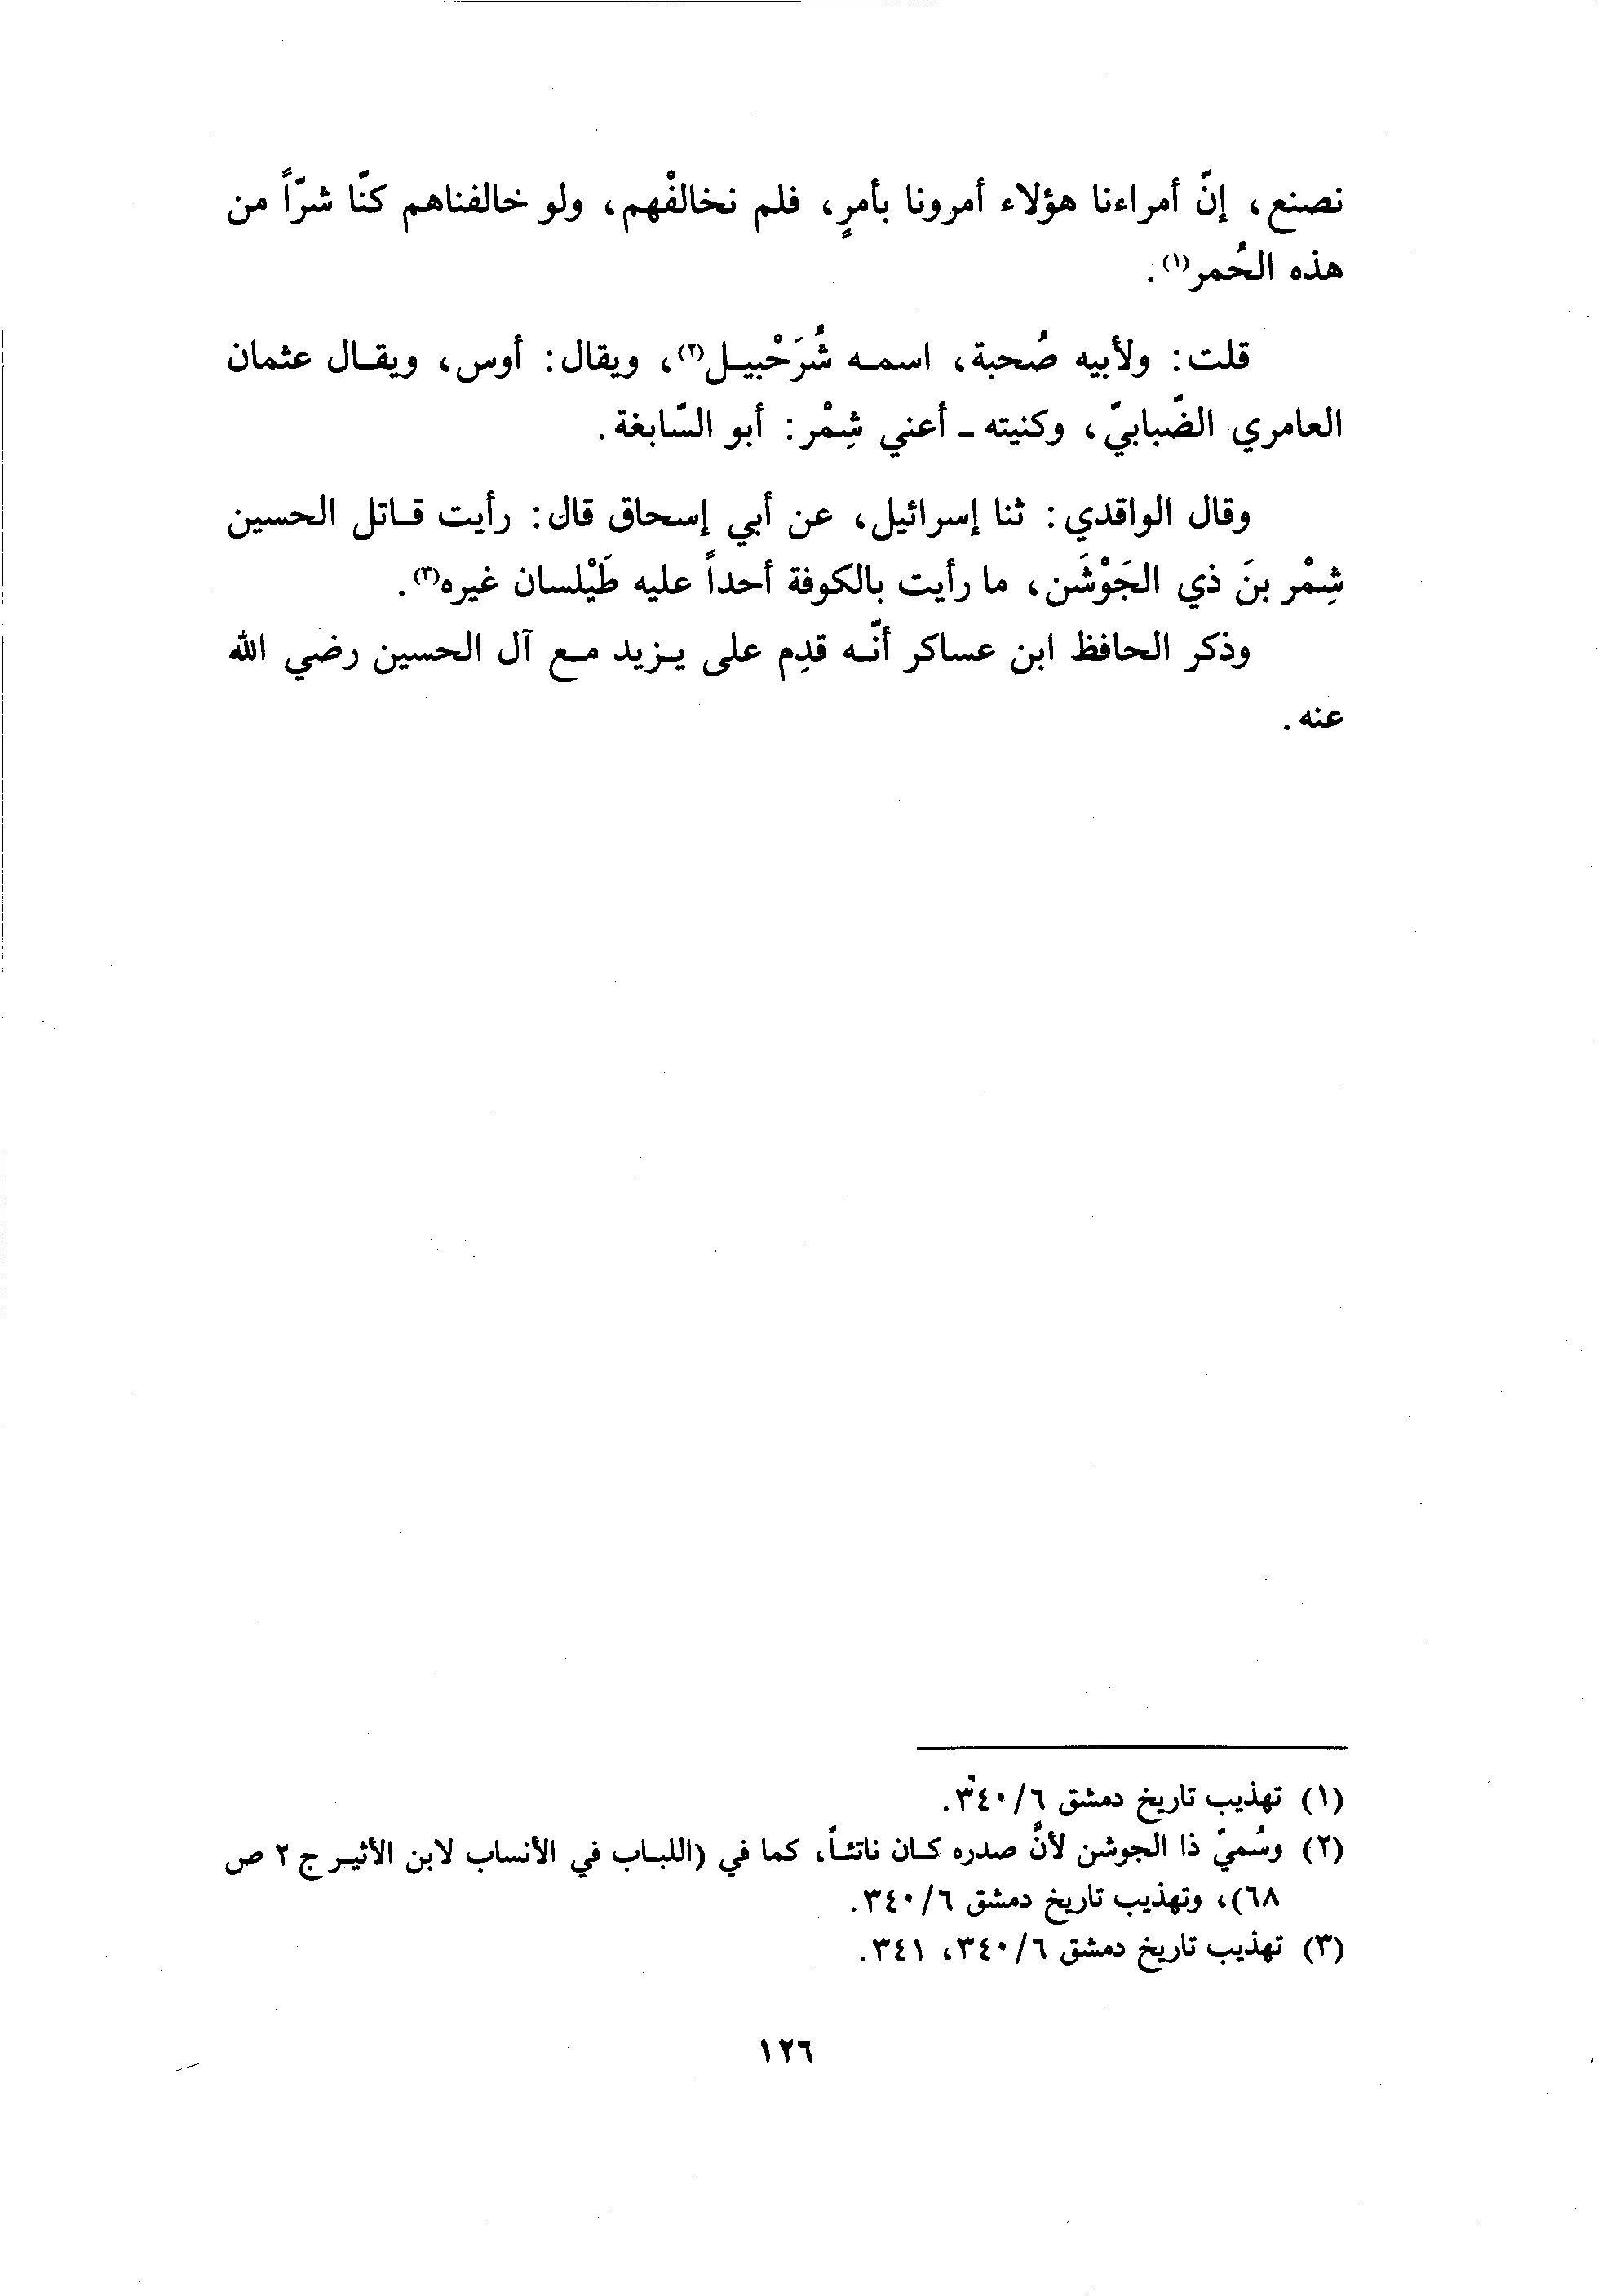 نصنع، إنّ أمراءنا هؤلاء أمرونا بأمرٍ، فلم نخالفْهم، ولو خالفناهم كنّا شرّاً من
هذه الحُمر(١).
قلت: ولأبيه صُحبة، اسمه شُرَحْبيل(٢)، ويقال: أوس، ويقال عثمان
العامري الضّبابيّ، وكنيته - أعني شِمْر: أبو السّابغة.
وقال الواقدي: ثنا إسرائيل، عن أبي إسحاق قال: رأيت قاتل الحسين
شِمْر بنَ ذي الجَوْشَن، ما رأيت بالكوفة أحداً عليه طَيْلسان غيره(٣).
وذكر الحافظ ابن عساكر أنّه قدِم على يزيد مع آل الحسين رضي الله
عنه.
(١) تهذيب تاريخ دمشق ٦/٣٤٠.
(٢) وسُميّ ذا الجوشن لأنّ صدره كان ناتئاً، كما في (اللباب في الأنساب لابن الأثير ج ٢ ص
٦٨)، وتهذيب تاريخ دمشق ٦/٣٤٠.
(٣) تهذيب تاريخ دمشق ٦/٣٤٠، ٣٤١.
١٢٦